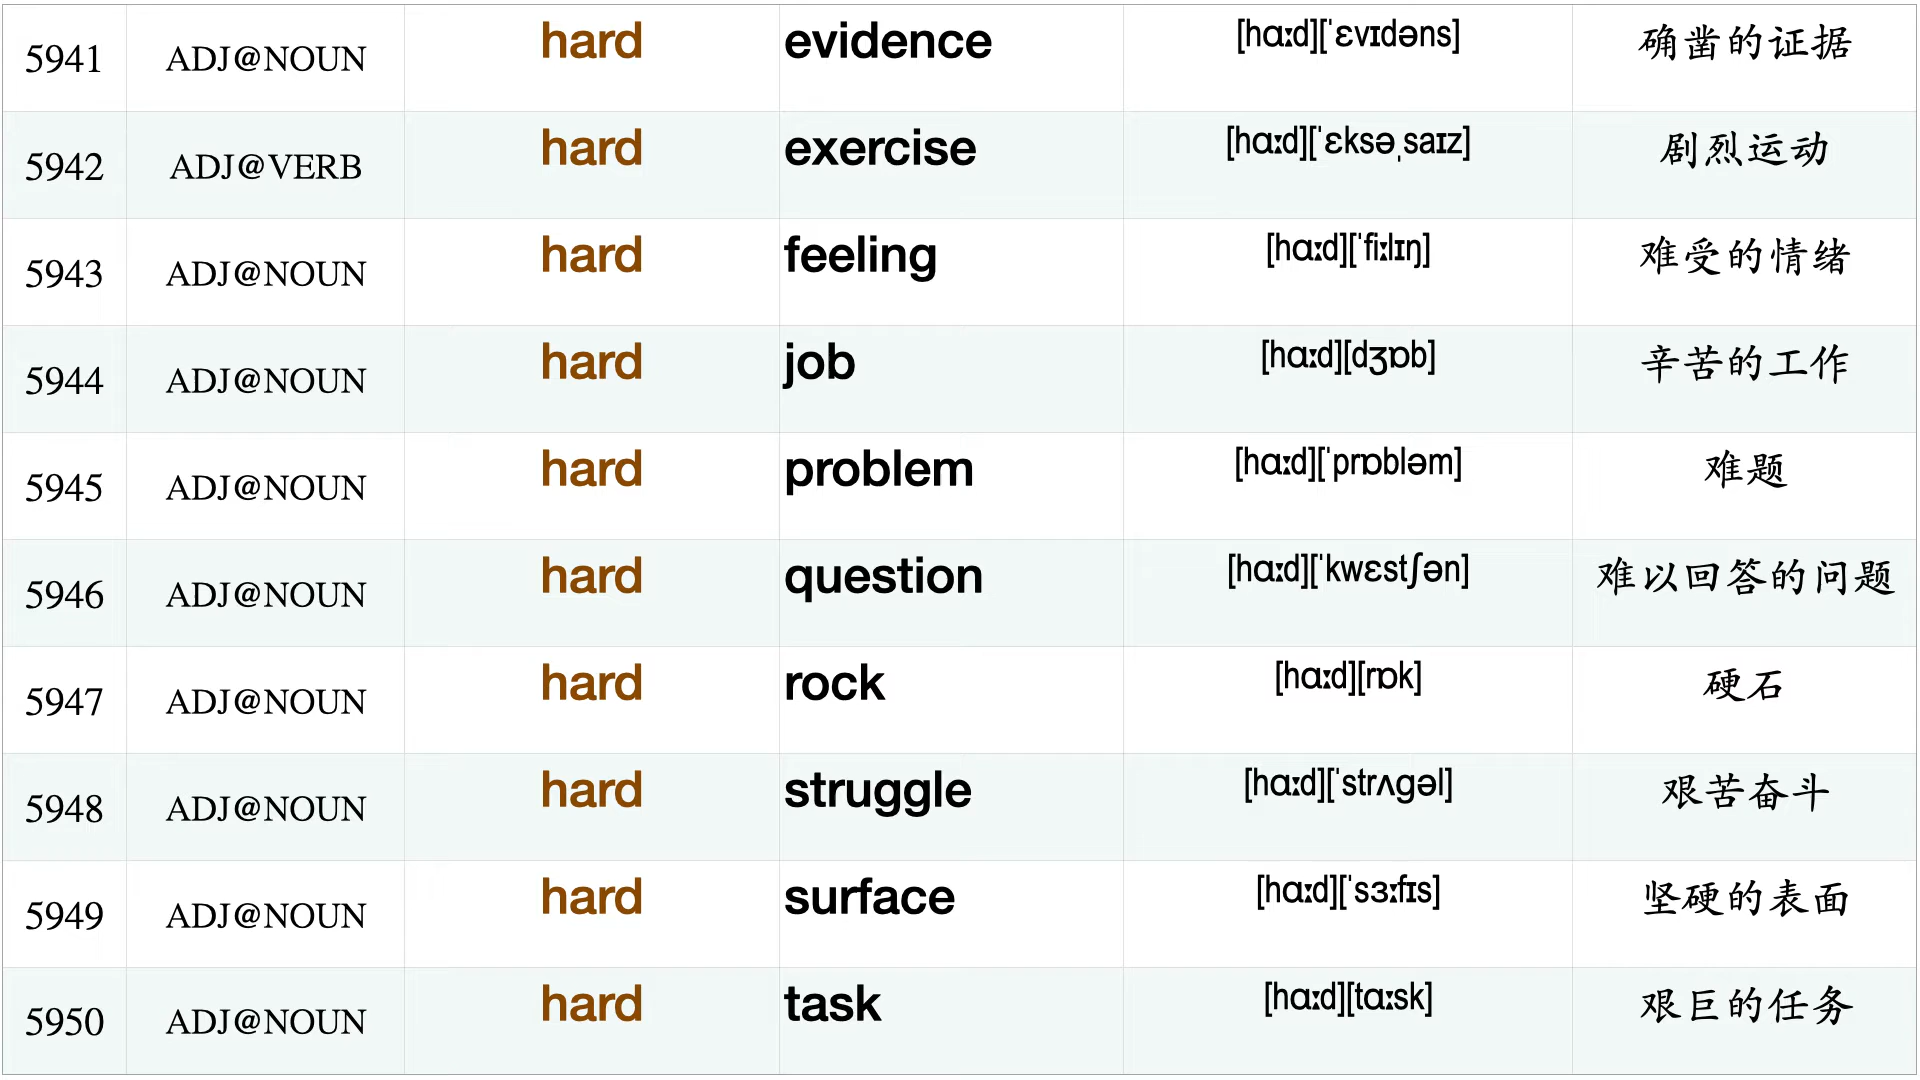 5941 ADJ@NOUN hard evidence [hɑːd][ˈɛvɪdəns] 确凿的证据
5942 ADJ@VERB hard exercise [hɑːd][ˈɛksəˌsaɪz] 剧烈运动
5943 ADJ@NOUN hard feeling [hɑːd][ˈfiːlɪŋ] 难受的情绪
5944 ADJ@NOUN hard job [hɑːd][dʒɒb] 辛苦的工作
5945 ADJ@NOUN hard problem [hɑːd][ˈprɒbləm] 难题
5946 ADJ@NOUN hard question [hɑːd][ˈkwɛstʃən] 难以回答的问题
5947 ADJ@NOUN hard rock [hɑːd][rɒk] 硬石
5948 ADJ@NOUN hard struggle [hɑːd][ˈstrʌgəl] 艰苦奋斗
5949 ADJ@NOUN hard surface [hɑːd][ˈsɜːfɪs] 坚硬的表面
5950 ADJ@NOUN hard task [hɑːd][tɑːsk] 艰巨的任务